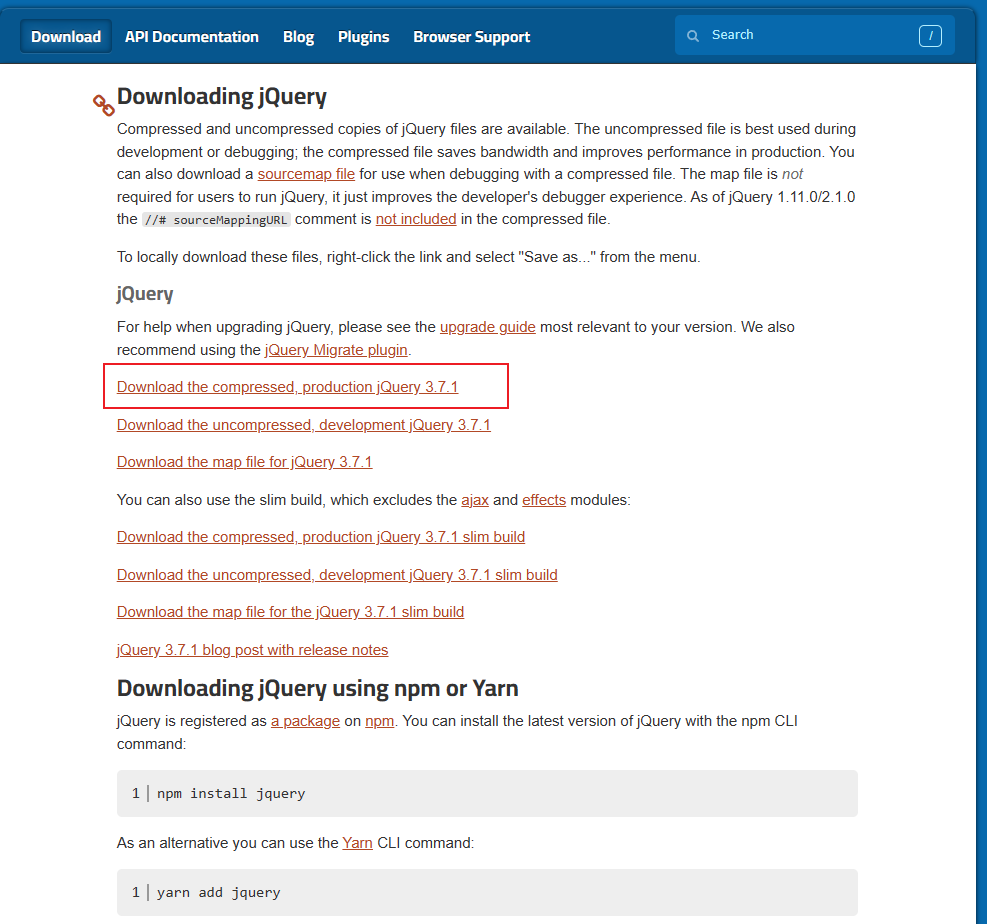 Download API Documentation Blog Plugins Browser Support Search /
Downloading jQuery
Compressed and uncompressed copies of jQuery files are available. The uncompressed file is best used during
development or debugging; the compressed file saves bandwidth and improves performance in production. You
can also download a sourcemap file for use when debugging with a compressed file. The map file is not
required for users to run jQuery, it just improves the developer's debugger experience. As of jQuery 1.11.0/2.1.0
the //# sourceMappingURL comment is not included in the compressed file.
To locally download these files, right-click the link and select "Save as..." from the menu.
jQuery
For help when upgrading jQuery, please see the upgrade guide most relevant to your version. We also
recommend using the jQuery Migrate plugin.
Download the compressed, production jQuery 3.7.1
Download the uncompressed, development jQuery 3.7.1
Download the map file for jQuery 3.7.1
You can also use the slim build, which excludes the ajax and effects modules:
Download the compressed, production jQuery 3.7.1 slim build
Download the uncompressed, development jQuery 3.7.1 slim build
Download the map file for the jQuery 3.7.1 slim build
jQuery 3.7.1 blog post with release notes
Downloading jQuery using npm or Yarn
jQuery is registered as a package on npm. You can install the latest version of jQuery with the npm CLI
command:
1 npm install jquery
As an alternative you can use the Yarn CLI command:
1 yarn add jquery